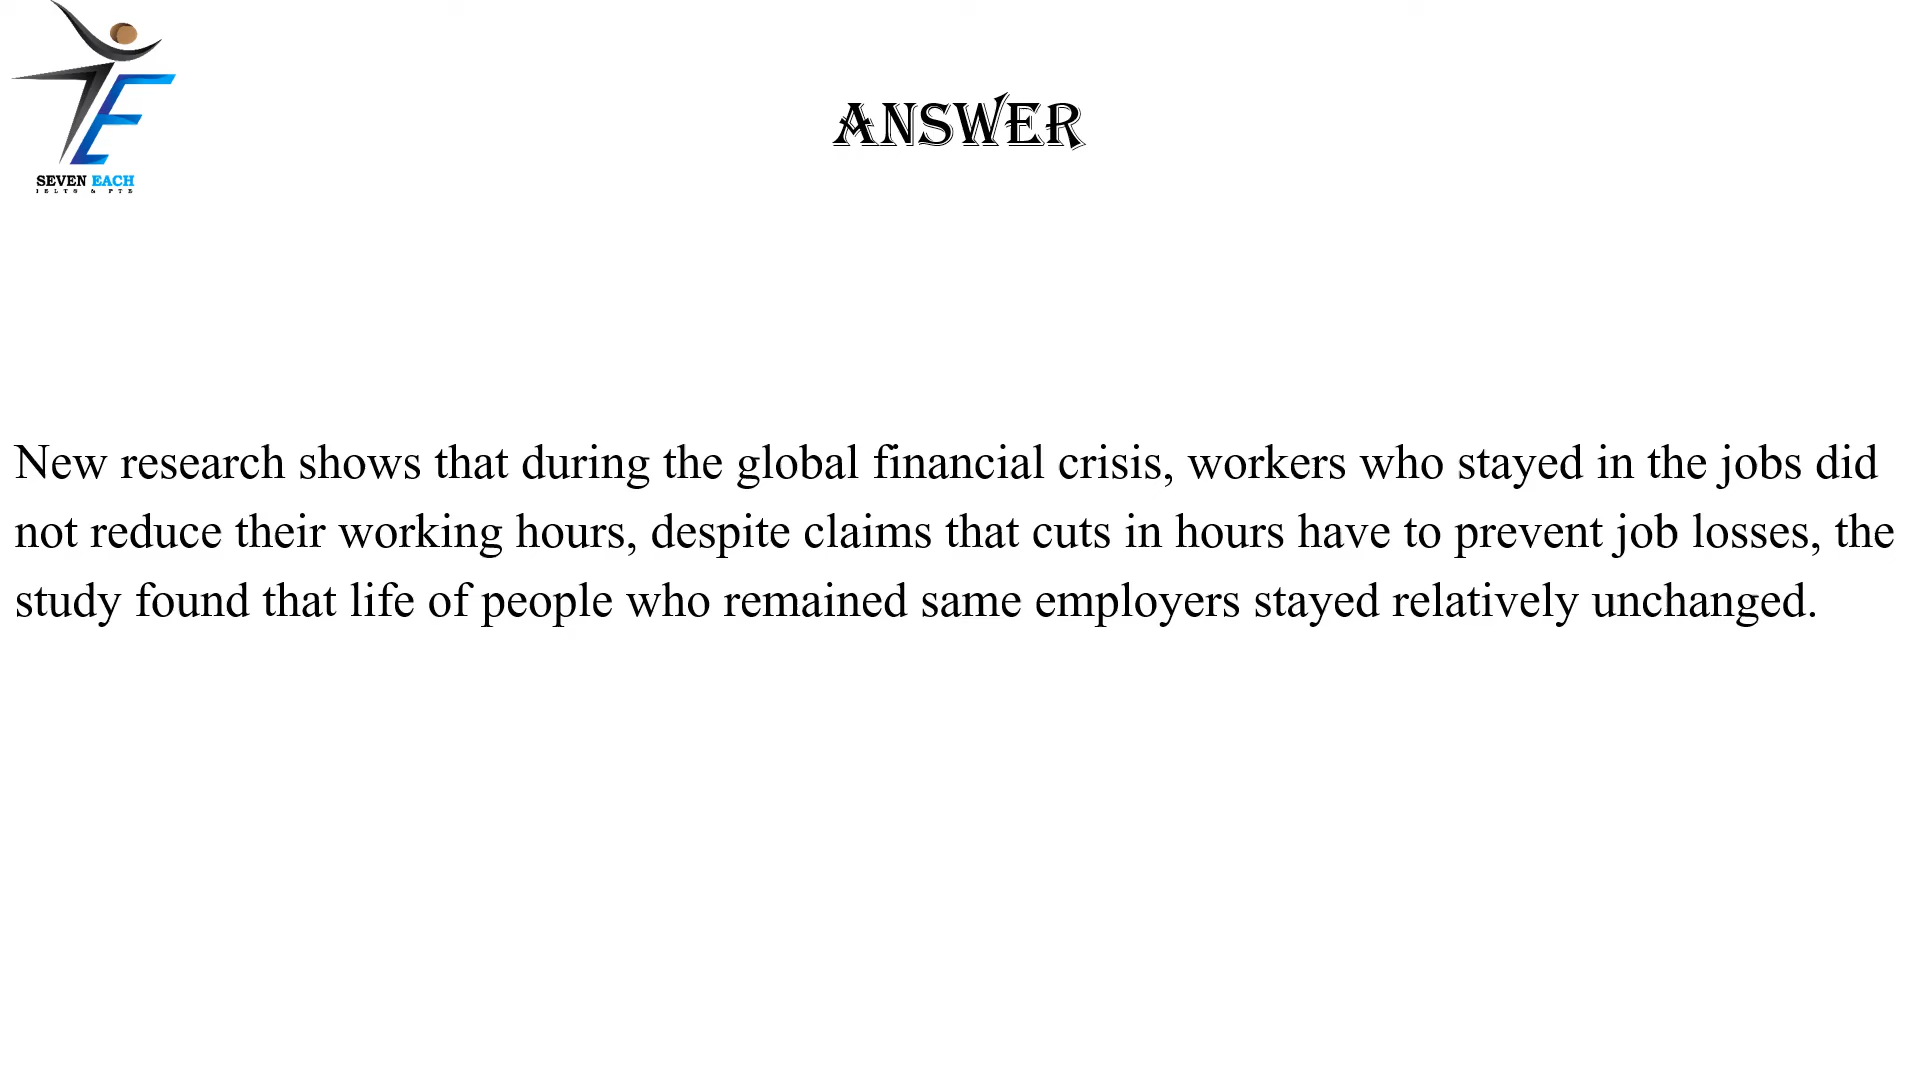 SEVEN EACH
IELTS & PTE
ANSWER
New research shows that during the global financial crisis, workers who stayed in the jobs did
not reduce their working hours, despite claims that cuts in hours have to prevent job losses, the
study found that life of people who remained same employers stayed relatively unchanged.